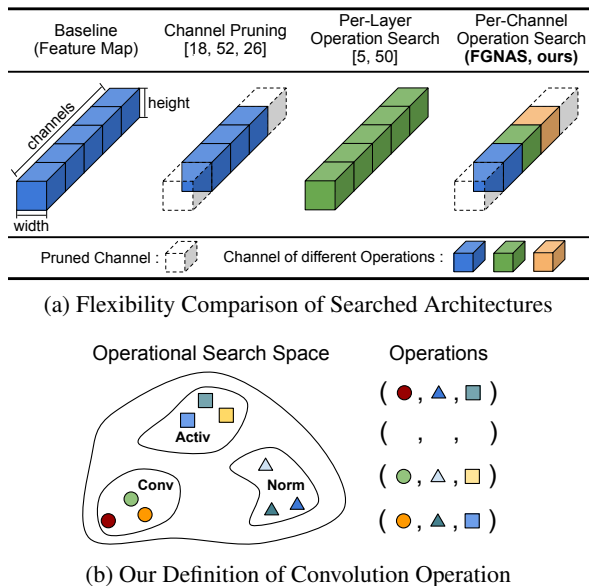 Baseline
(Feature Map)
Channel Pruning
[18, 52, 26]
Per-Layer
Operation Search
[5, 50]
Per-Channel
Operation Search
(FGNAS, ours)
channels
height
width
Pruned Channel :
Channel of different Operations :
(a) Flexibility Comparison of Searched Architectures
Operational Search Space
Operations
Activ
Conv
Norm
( , , )
( , , )
( , , )
( , , )
(b) Our Definition of Convolution Operation